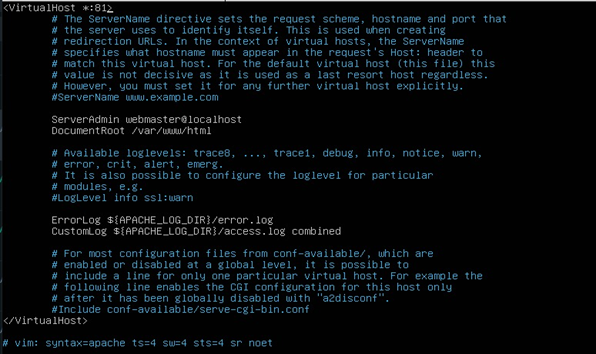 <VirtualHost *:81>
# The ServerName directive sets the request scheme, hostname and port that
# the server uses to identify itself. This is used when creating
# redirection URLs. In the context of virtual hosts, the ServerName
# specifies what hostname must appear in the request's Host: header to
# match this virtual host. For the default virtual host (this file) this
# value is not decisive as it is used as a last resort host regardless.
# However, you must set it for any further virtual host explicitly.
#ServerName www.example.com
ServerAdmin webmaster@localhost
DocumentRoot /var/www/html
# Available loglevels: trace8, ..., trace1, debug, info, notice, warn,
# error, crit, alert, emerg.
# It is also possible to configure the loglevel for particular
# modules, e.g.
#LogLevel info ssl:warn
ErrorLog ${APACHE_LOG_DIR}/error.log
CustomLog ${APACHE_LOG_DIR}/access.log combined
# For most configuration files from conf-available/, which are
# enabled or disabled at a global level, it is possible to
# include a line for only one particular virtual host. For example the
# following line enables the CGI configuration for this host only
# after it has been globally disabled with "a2disconf".
#Include conf-available/serve-cgi-bin.conf
</VirtualHost>
# vim: syntax=apache ts=4 sw=4 sts=4 sr noet